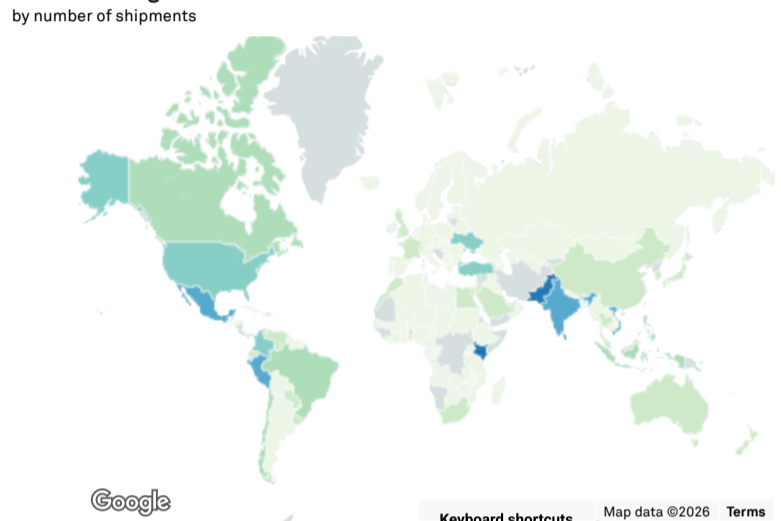 by number of shipments
Google
Keyboard shortcuts
Map data ©2026
Terms